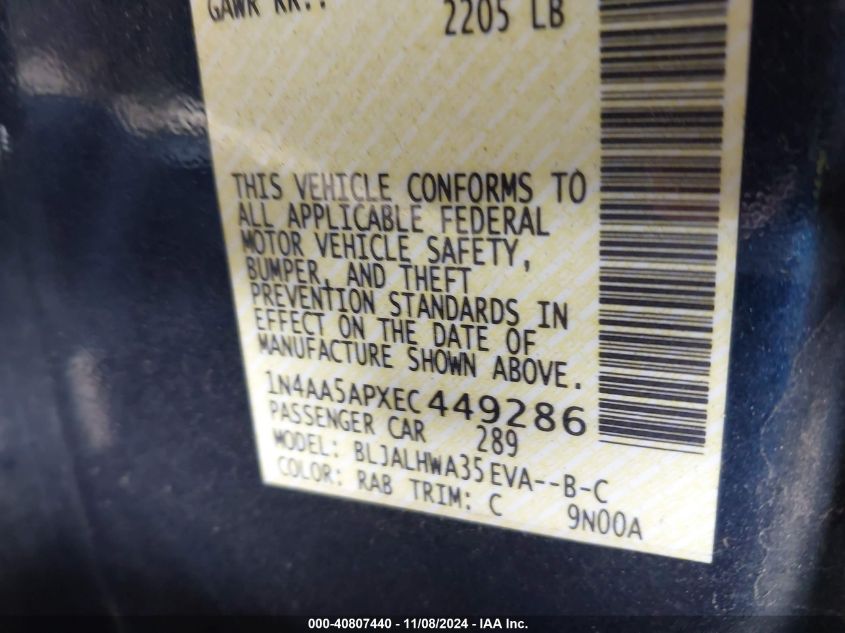 GAWR RR.:
2205 LB
THIS VEHICLE CONFORMS TO
ALL APPLICABLE FEDERAL
MOTOR VEHICLE SAFETY,
BUMPER, AND THEFT
PREVENTION STANDARDS IN
EFFECT ON THE DATE OF
MANUFACTURE SHOWN ABOVE.
1N4AA5APXEC449286
PASSENGER CAR 289
MODEL: BLJALHWA35EVA--B-C
COLOR: RAB TRIM: C 9N00A
000-40807440 - 11/08/2024 - IAA Inc.